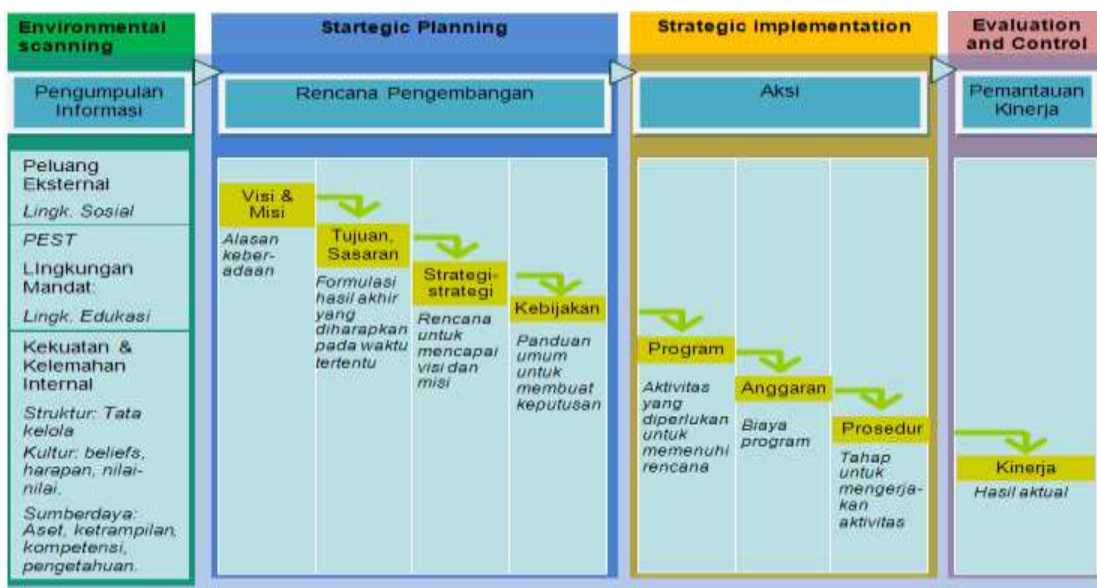 Environmental
scanning
Startegic Planning
Strategic Implementation
Evaluation
and Control
Pengumpulan
Informasi
Rencana Pengembangan
Aksi
Pemantauan
Kinerja
Peluang
Eksternal
Lingk. Sosial
PEST
LIngkungan
Mandat:
Lingk. Edukasi
Kekuatan &
Kelemahan
Internal
Struktur: Tata
kelola
Kultur: beliefs,
harapan, nilai-
nilai.
Sumberdaya:
Aset, ketrampilan,
kompetensi,
pengetahuan.
Visi &
Misi
Alasan
keber-
adaan
Tujuan,
Sasaran
Formulasi
hasil akhir
yang
diharapkan
pada waktu
tertentu
Strategi-
strategi
Rencana
untuk
mencapai
visi dan
misi
Kebijakan
Panduan
umum
untuk
membuat
keputusan
Program
Aktivitas
yang
diperlukan
untuk
memenuhi
rencana
Anggaran
Biaya
program
Prosedur
Tahap
untuk
mengerja-
kan
aktivitas
Kinerja
Hasil aktual